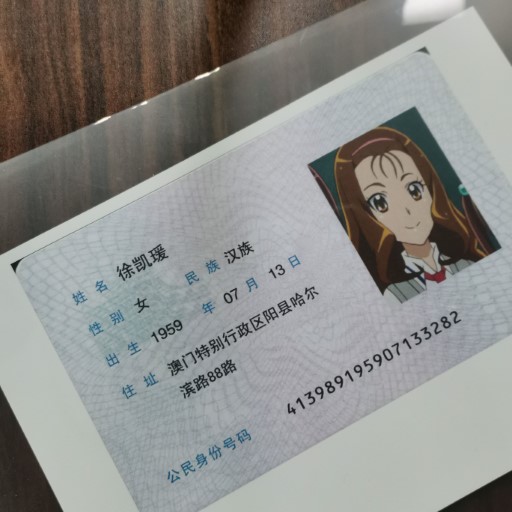 姓名 徐凯瑗
性别 女 民族 汉族
出生 1959 年 07 月 13 日
住址 澳门特别行政区阳县哈尔
滨路88路
公民身份号码 413989195907133282